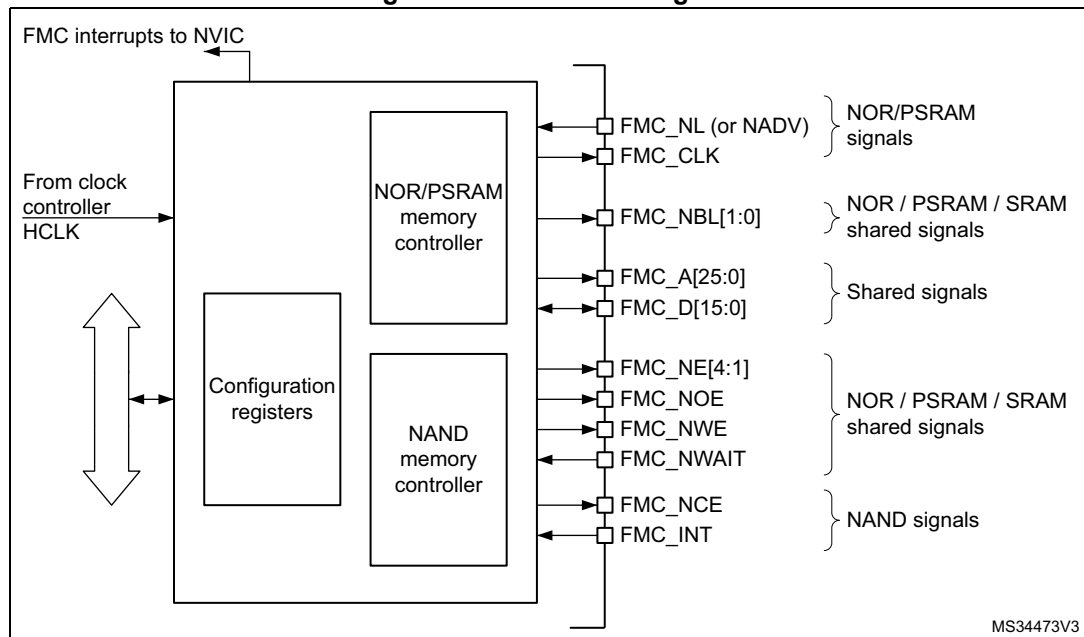 FMC interrupts to NVIC
From clock
controller
HCLK
NOR/PSRAM
memory
controller
Configuration
registers
NAND
memory
controller
FMC_NL (or NADV)
FMC_CLK
FMC_NBL[1:0]
FMC_A[25:0]
FMC_D[15:0]
FMC_NE[4:1]
FMC_NOE
FMC_NWE
FMC_NWAIT
FMC_NCE
FMC_INT
NOR/PSRAM
signals
NOR / PSRAM / SRAM
shared signals
Shared signals
NOR / PSRAM / SRAM
shared signals
NAND signals
MS34473V3